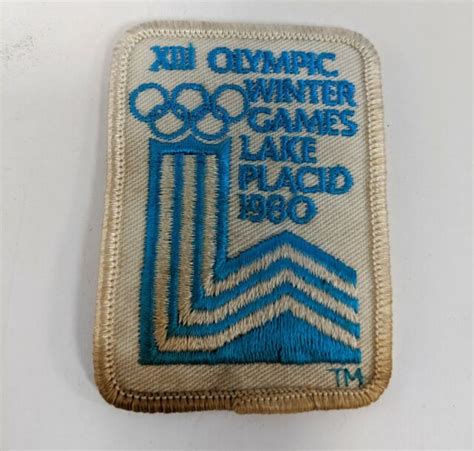 XIII OLYMPIC
WINTER
GAMES
LAKE
PLACID
1980
TM